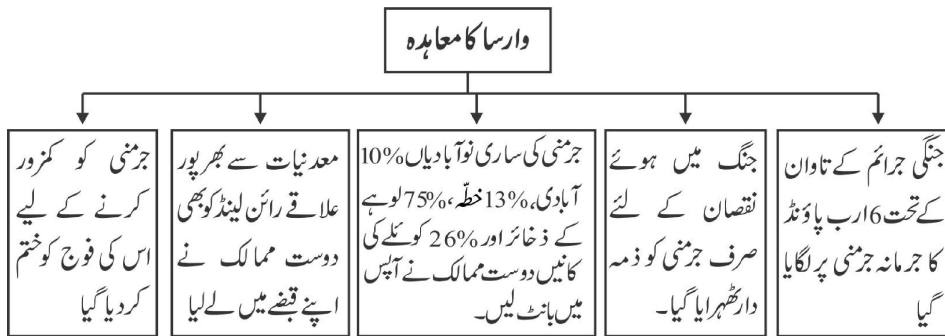 وارسا کا معاہدہ
جنگی جرائم کے تاوان
کے تحت 6 ارب پاؤنڈ
کا جرمانہ جرمنی پر لگایا
گیا
جنگ میں ہوئے
نقصان کے لئے
صرف جرمنی کو ذمہ
دار ٹھہرایا گیا۔
جرمنی کی ساری نوآبادیاں 10%
آبادی، 13% خطّہ، 75% لوہے
کے ذخائر اور 26% کوئلے کی
کانیں دوست ممالک نے آپس
میں بانٹ لیں۔
معدنیات سے بھرپور
علاقے رائن لینڈ کو بھی
دوست ممالک نے
اپنے قبضے میں لے لیا
جرمنی کو کمزور
کرنے کے لیے
اس کی فوج کو ختم
کر دیا گیا